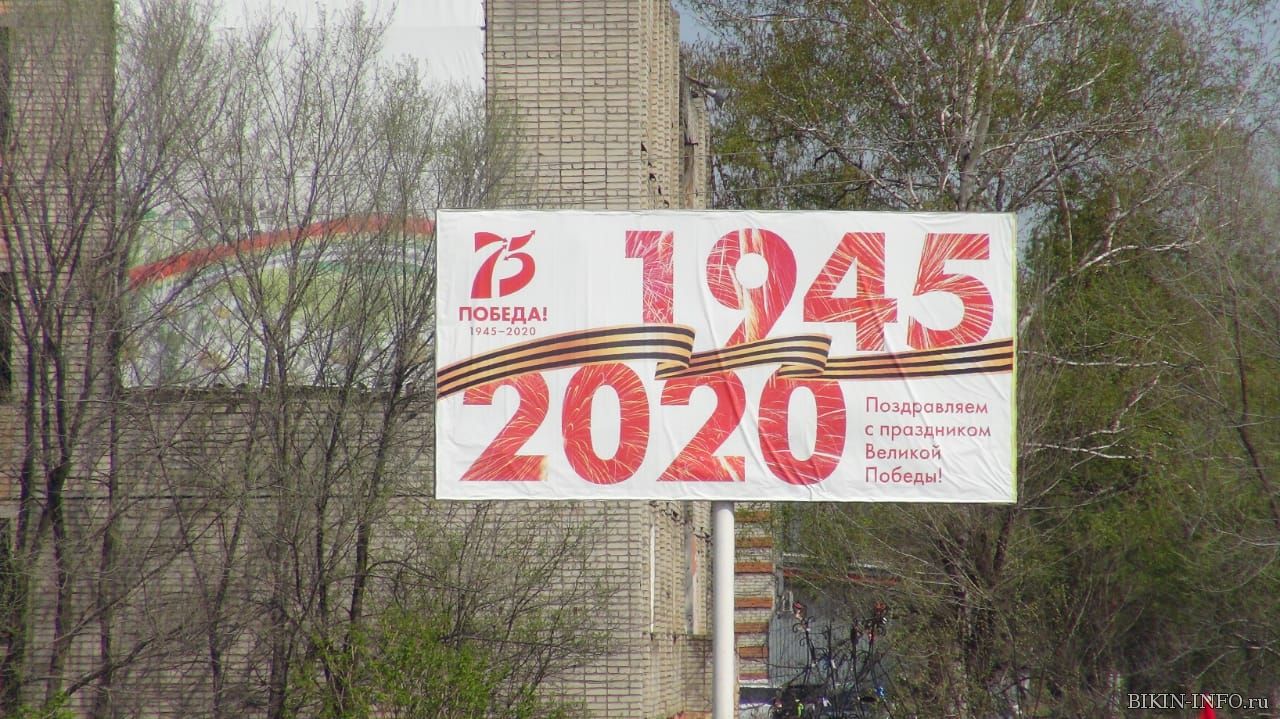 75
ПОБЕДА!
1945–2020
1945
2020
Поздравляем
с праздником
Великой
Победы!
BIKIN-INFO.ru